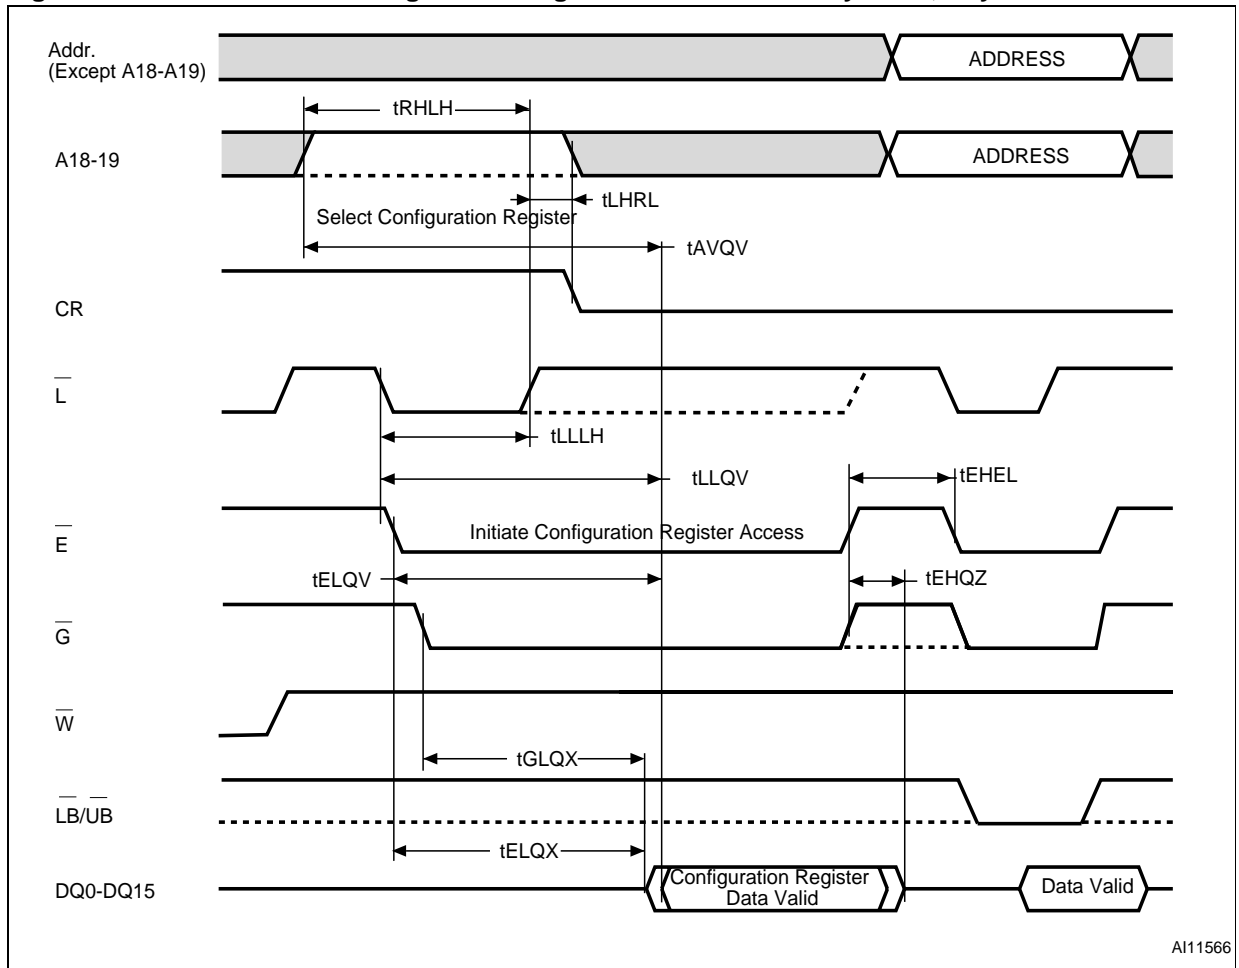 Addr.
(Except A18-A19)
ADDRESS
tRHLH
A18-19
ADDRESS
tLHRL
Select Configuration Register
tAVQV
CR
L
tLLLH
tLLQV
tEHEL
E
Initiate Configuration Register Access
tELQV
tEHQZ
G
W
tGLQX
LB/UB
tELQX
DQ0-DQ15
Configuration Register
Data Valid
Data Valid
AI11566